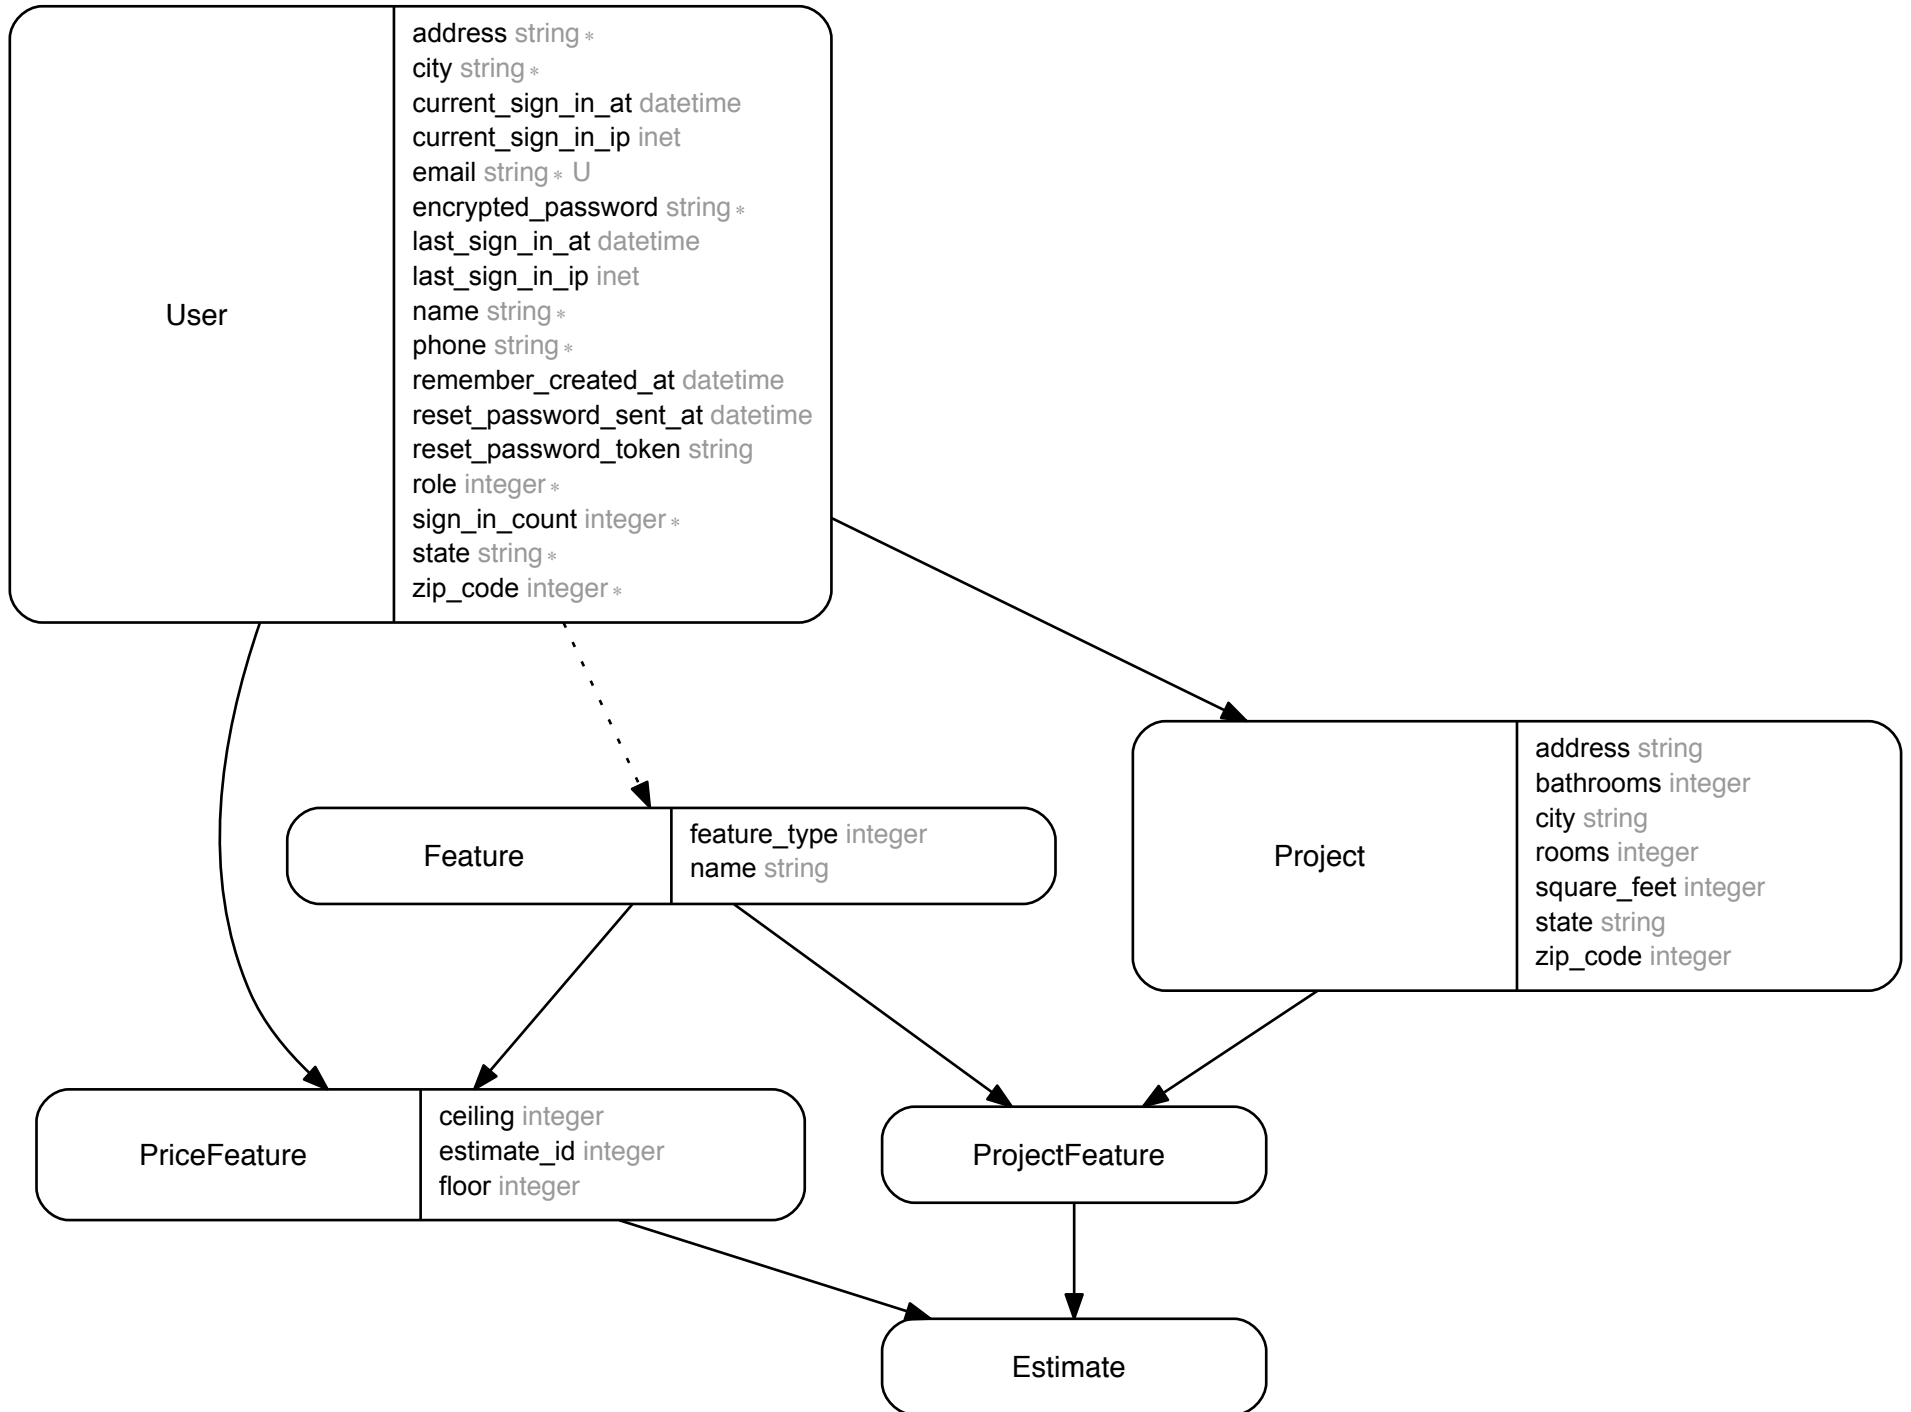 User
address string *
city string *
current_sign_in_at datetime
current_sign_in_ip inet
email string * U
encrypted_password string *
last_sign_in_at datetime
last_sign_in_ip inet
name string *
phone string *
remember_created_at datetime
reset_password_sent_at datetime
reset_password_token string
role integer *
sign_in_count integer *
state string *
zip_code integer *
Feature
feature_type integer
name string
Project
address string
bathrooms integer
city string
rooms integer
square_feet integer
state string
zip_code integer
PriceFeature
ceiling integer
estimate_id integer
floor integer
ProjectFeature
Estimate